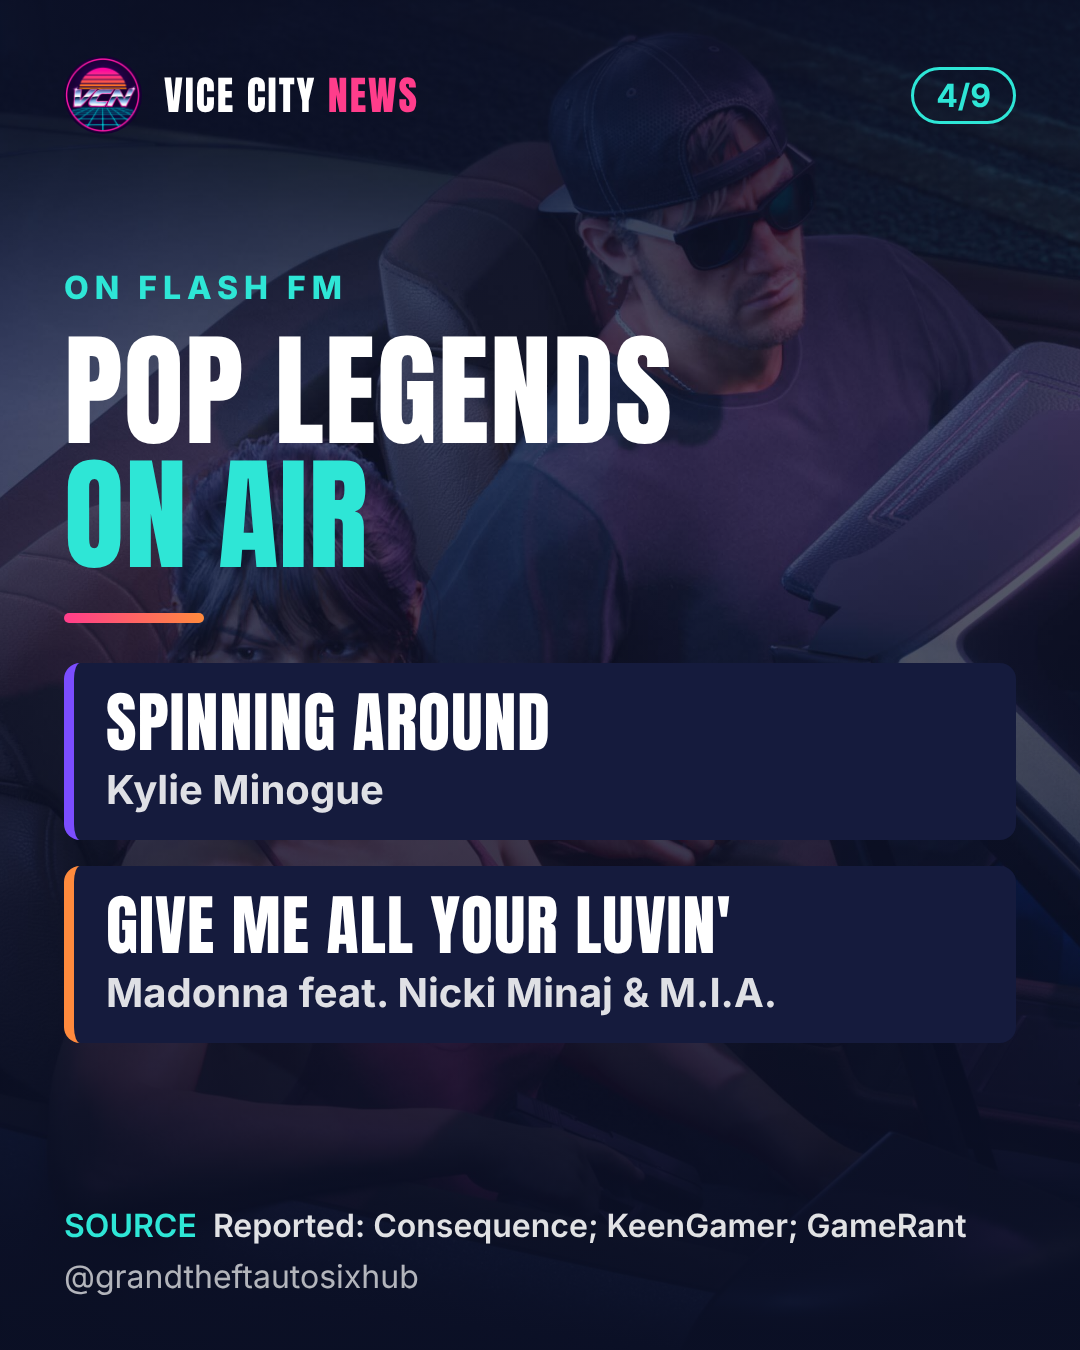 VCN
VICE CITY NEWS
4/9
ON FLASH FM
POP LEGENDS
ON AIR
SPINNING AROUND
Kylie Minogue
GIVE ME ALL YOUR LUVIN'
Madonna feat. Nicki Minaj & M.I.A.
SOURCE Reported: Consequence; KeenGamer; GameRant
@grandtheftautosixhub